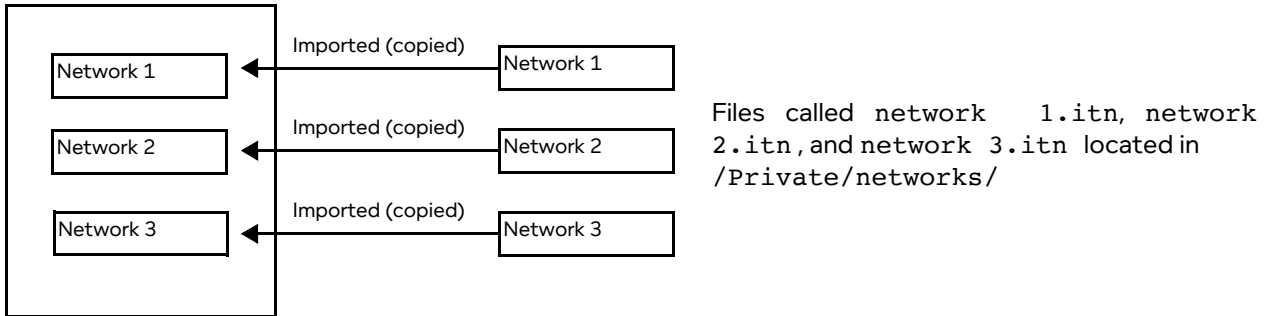 Imported (copied)
Network 1
Network 1
Imported (copied)
Network 2
Network 2
Imported (copied)
Network 3
Network 3
Files called network 1.itn, network
2.itn , and network 3.itn located in
/Private/networks/